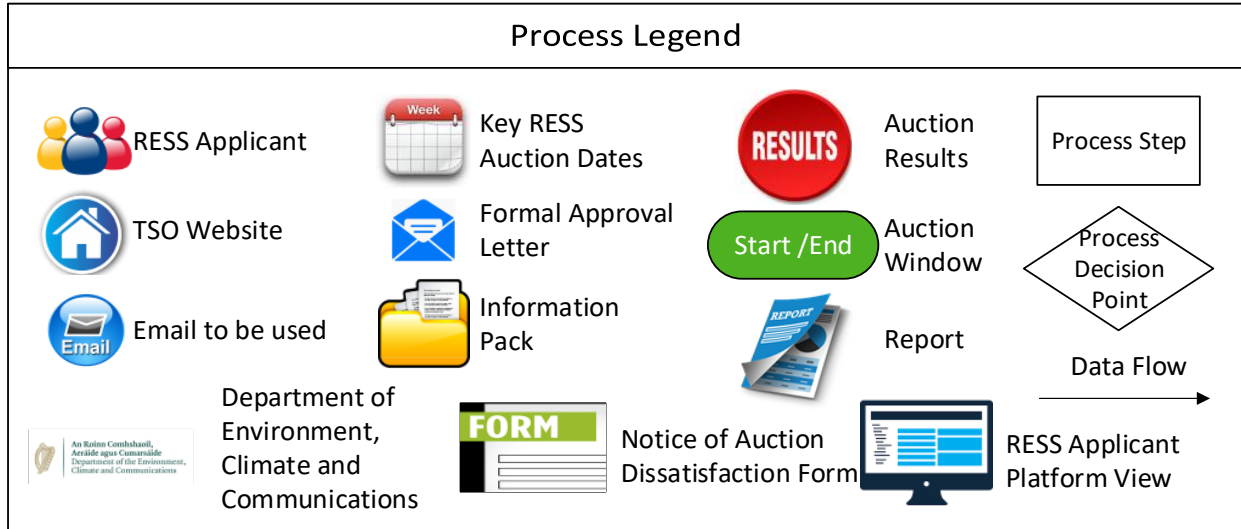 Process Legend
RESS Applicant
Week
Key RESS
Auction Dates
RESULTS
Auction
Results
Process Step
TSO Website
Formal Approval
Letter
Start /End
Auction
Window
Process
Decision
Point
Email
Email to be used
Information
Pack
REPORT
Report
Data Flow
An Roinn Comhshaoil,
Aeráide agus Cumarsáide
Department of the Environment,
Climate and Communications
Department of
Environment,
Climate and
Communications
FORM
Notice of Auction
Dissatisfaction Form
RESS Applicant
Platform View